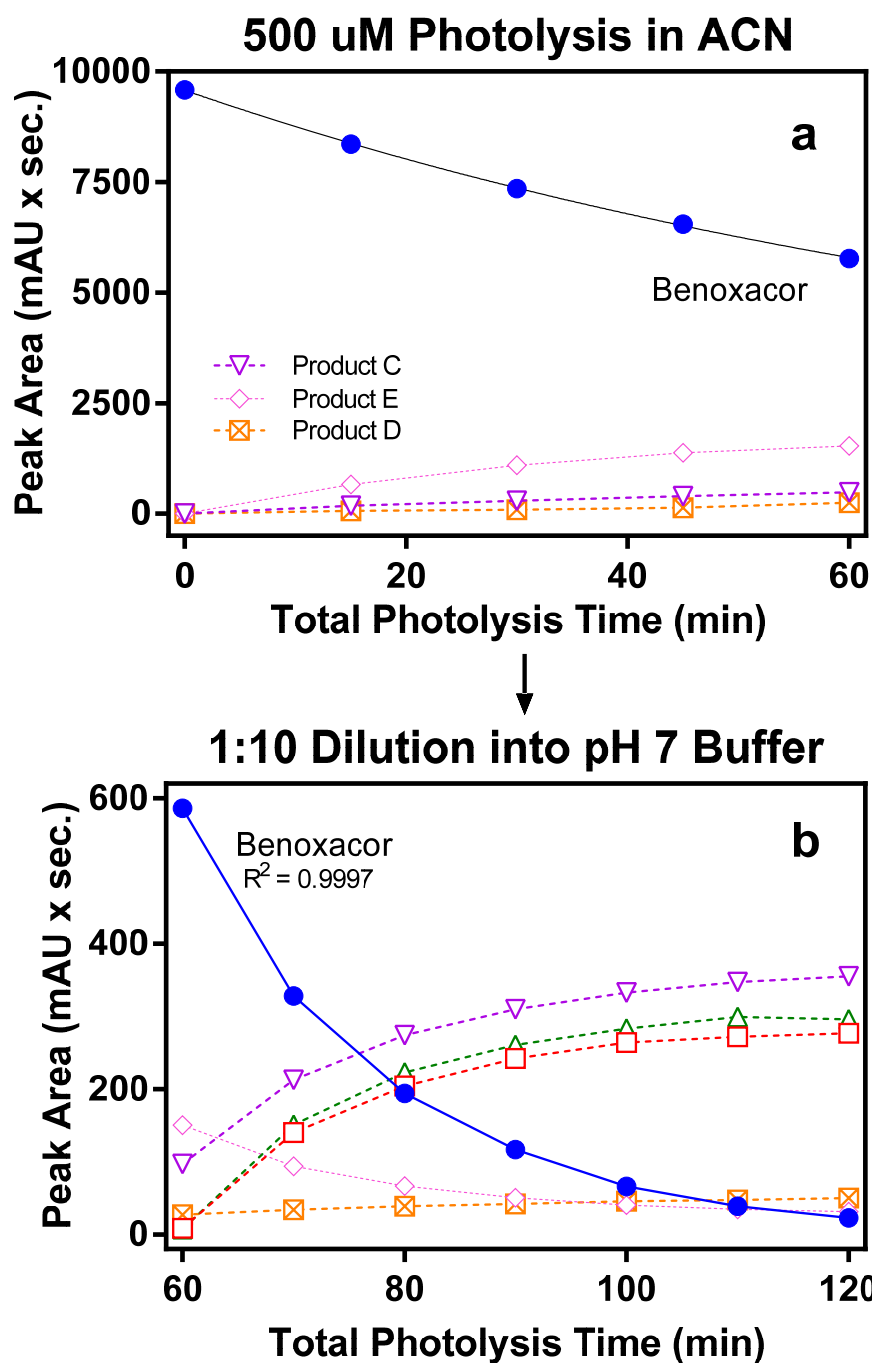 500 uM Photolysis in ACN
10000
7500
5000
2500
0
Peak Area (mAU x sec.)
a
Benoxacor
Product C
Product E
Product D
0 20 40 60
Total Photolysis Time (min)
1:10 Dilution into pH 7 Buffer
600
400
200
0
Peak Area (mAU x sec.)
Benoxacor
R² = 0.9997
b
60 80 100 120
Total Photolysis Time (min)